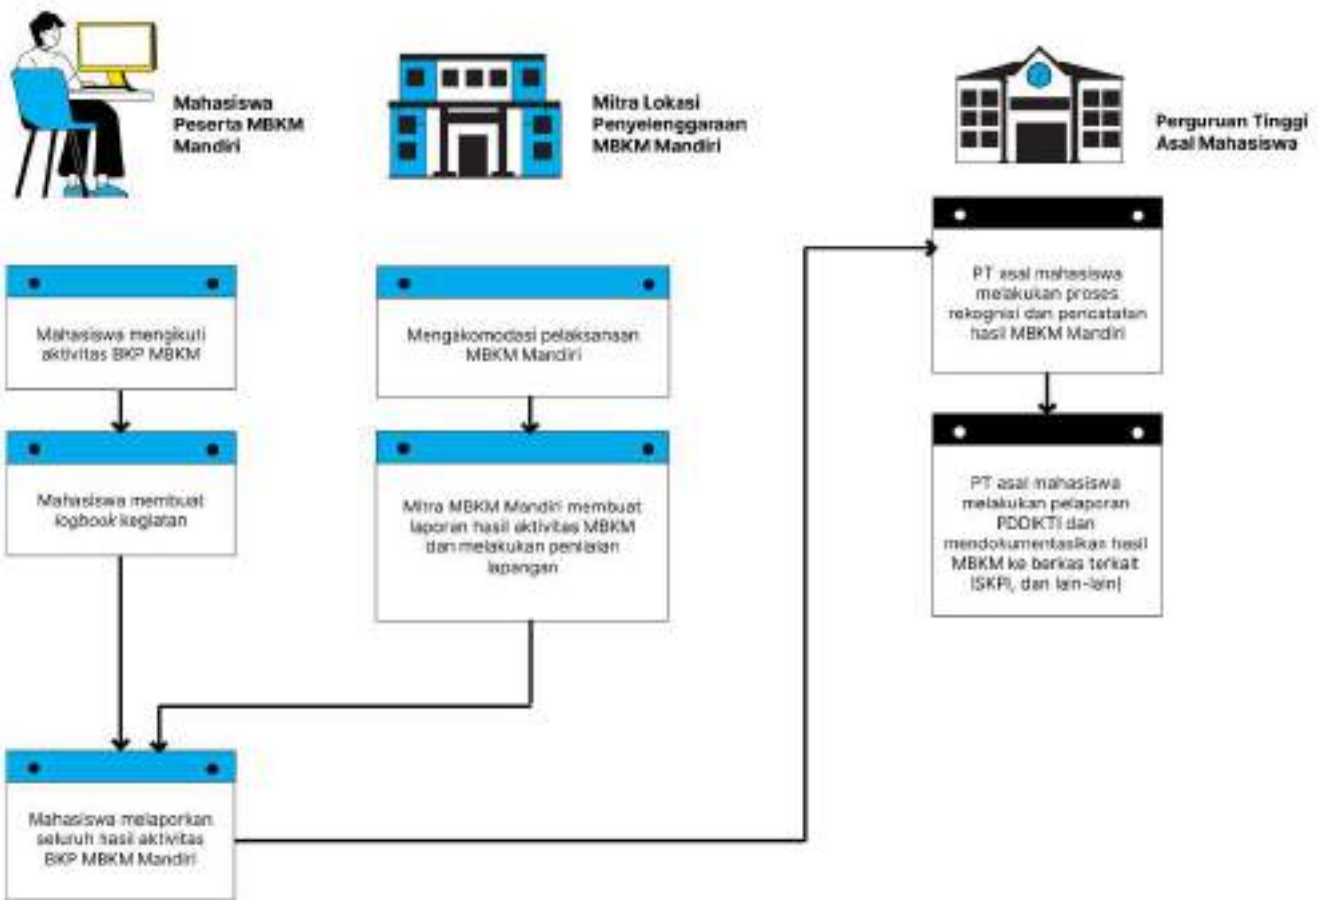 Mahasiswa
Peserta MBKM
Mandiri
Mitra Lokasi
Penyelenggaraan
MBKM Mandiri
Perguruan Tinggi
Asal Mahasiswa
Mahasiswa mengikuti
aktivitas BKP MBKM
Mahasiswa membuat
logbook kegiatan
Mahasiswa melaporkan
seluruh hasil aktivitas
BKP MBKM Mandiri
Mengakomodasi pelaksanaan
MBKM Mandiri
Mitra MBKM Mandiri membuat
laporan hasil aktivitas MBKM
dan melakukan penilaian
lapangan
PT asal mahasiswa
melakukan proses
rekognisi dan pencatatan
hasil MBKM Mandiri
PT asal mahasiswa
melakukan pelaporan
PDDIKTI dan
mendokumentasikan hasil
MBKM ke berkas terkait
(SKPI, dan lain-lain)